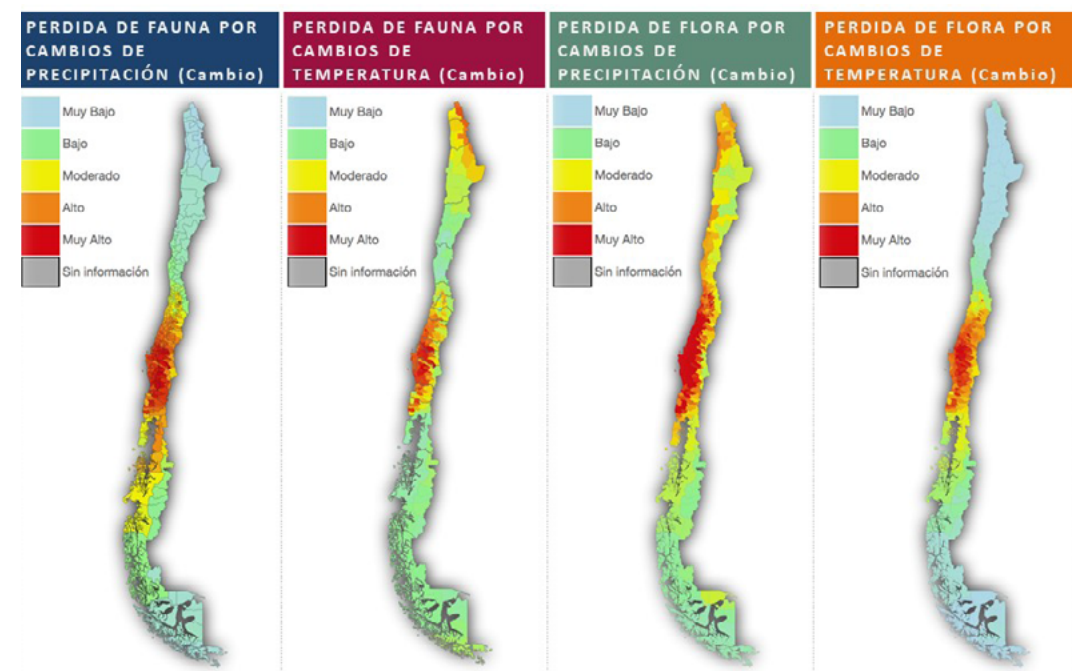 PERDIDA DE FAUNA POR
CAMBIOS DE
PRECIPITACIÓN (Cambio)
Muy Bajo
Bajo
Moderado
Alto
Muy Alto
Sin información
PERDIDA DE FAUNA POR
CAMBIOS DE
TEMPERATURA (Cambio)
Muy Bajo
Bajo
Moderado
Alto
Muy Alto
Sin información
PERDIDA DE FLORA POR
CAMBIOS DE
PRECIPITACIÓN (Cambio)
Muy Bajo
Bajo
Moderado
Alto
Muy Alto
Sin información
PERDIDA DE FLORA POR
CAMBIOS DE
TEMPERATURA (Cambio)
Muy Bajo
Bajo
Moderado
Alto
Muy Alto
Sin información